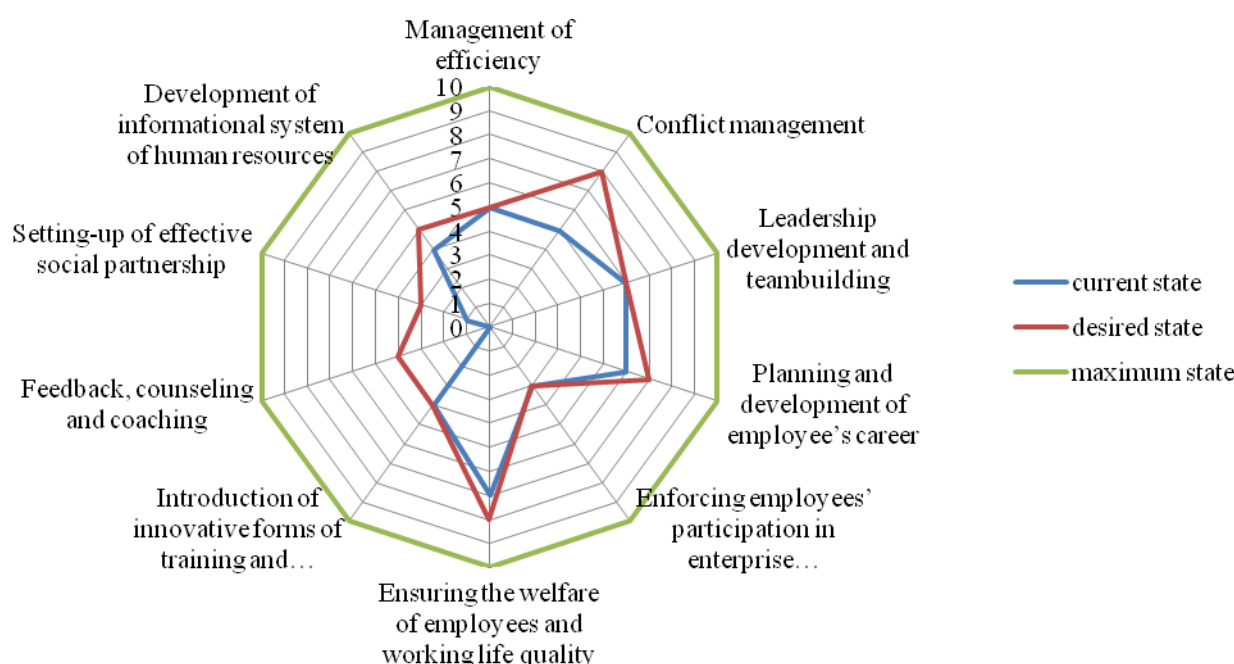 Management of
efficiency
10
9
8
7
6
5
4
3
2
1
0
Conflict management
Leadership
development and
teambuilding
Planning and
development of
employee's career
Enforcing employees'
participation in
enterprise…
Ensuring the welfare
of employees and
working life quality
Introduction of
innovative forms of
training and…
Feedback, counseling
and coaching
Setting-up of effective
social partnership
Development of
informational system
of human resources
current state
desired state
maximum state